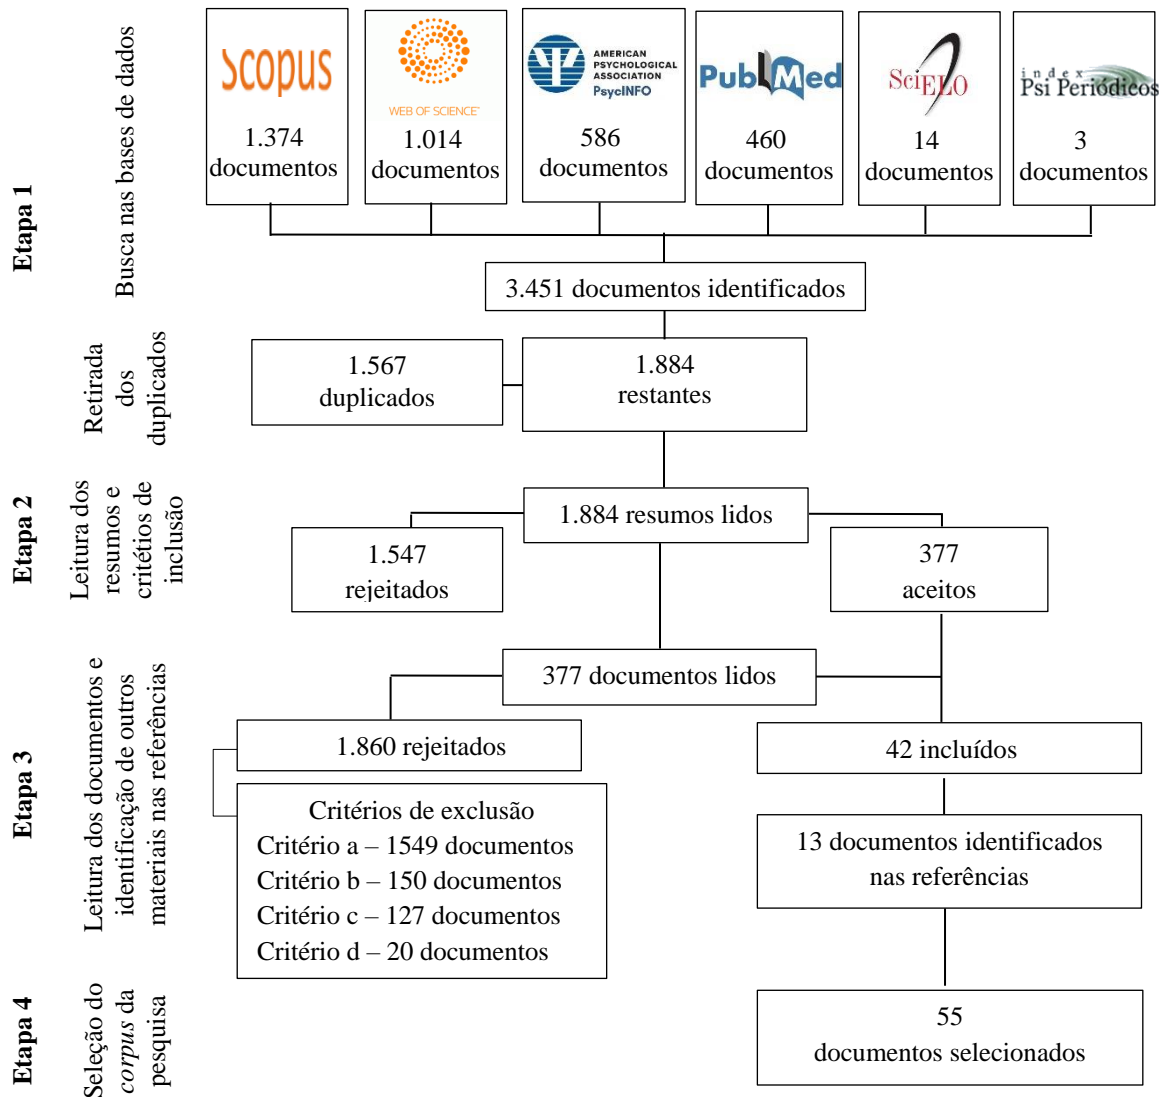 Scopus
1.374
documentos
WEB OF SCIENCE™
1.014
documentos
AMERICAN
PSYCHOLOGICAL
ASSOCIATION
PsycINFO
586
documentos
PubMed
460
documentos
SciELO
14
documentos
index
Psi Periódicos
3
documentos
Etapa 1
Busca nas bases de dados
3.451 documentos identificados
Retirada
dos
duplicados
1.567
duplicados
1.884
restantes
Etapa 2
Leitura dos
resumos e
critétios de
inclusão
1.884 resumos lidos
1.547
rejeitados
377
aceitos
Etapa 3
Leitura dos documentos e
identificação de outros
materiais nas referências
377 documentos lidos
1.860 rejeitados
42 incluídos
Critérios de exclusão
Critério a – 1549 documentos
Critério b – 150 documentos
Critério c – 127 documentos
Critério d – 20 documentos
13 documentos identificados
nas referências
Etapa 4
Seleção do
corpus da
pesquisa
55
documentos selecionados